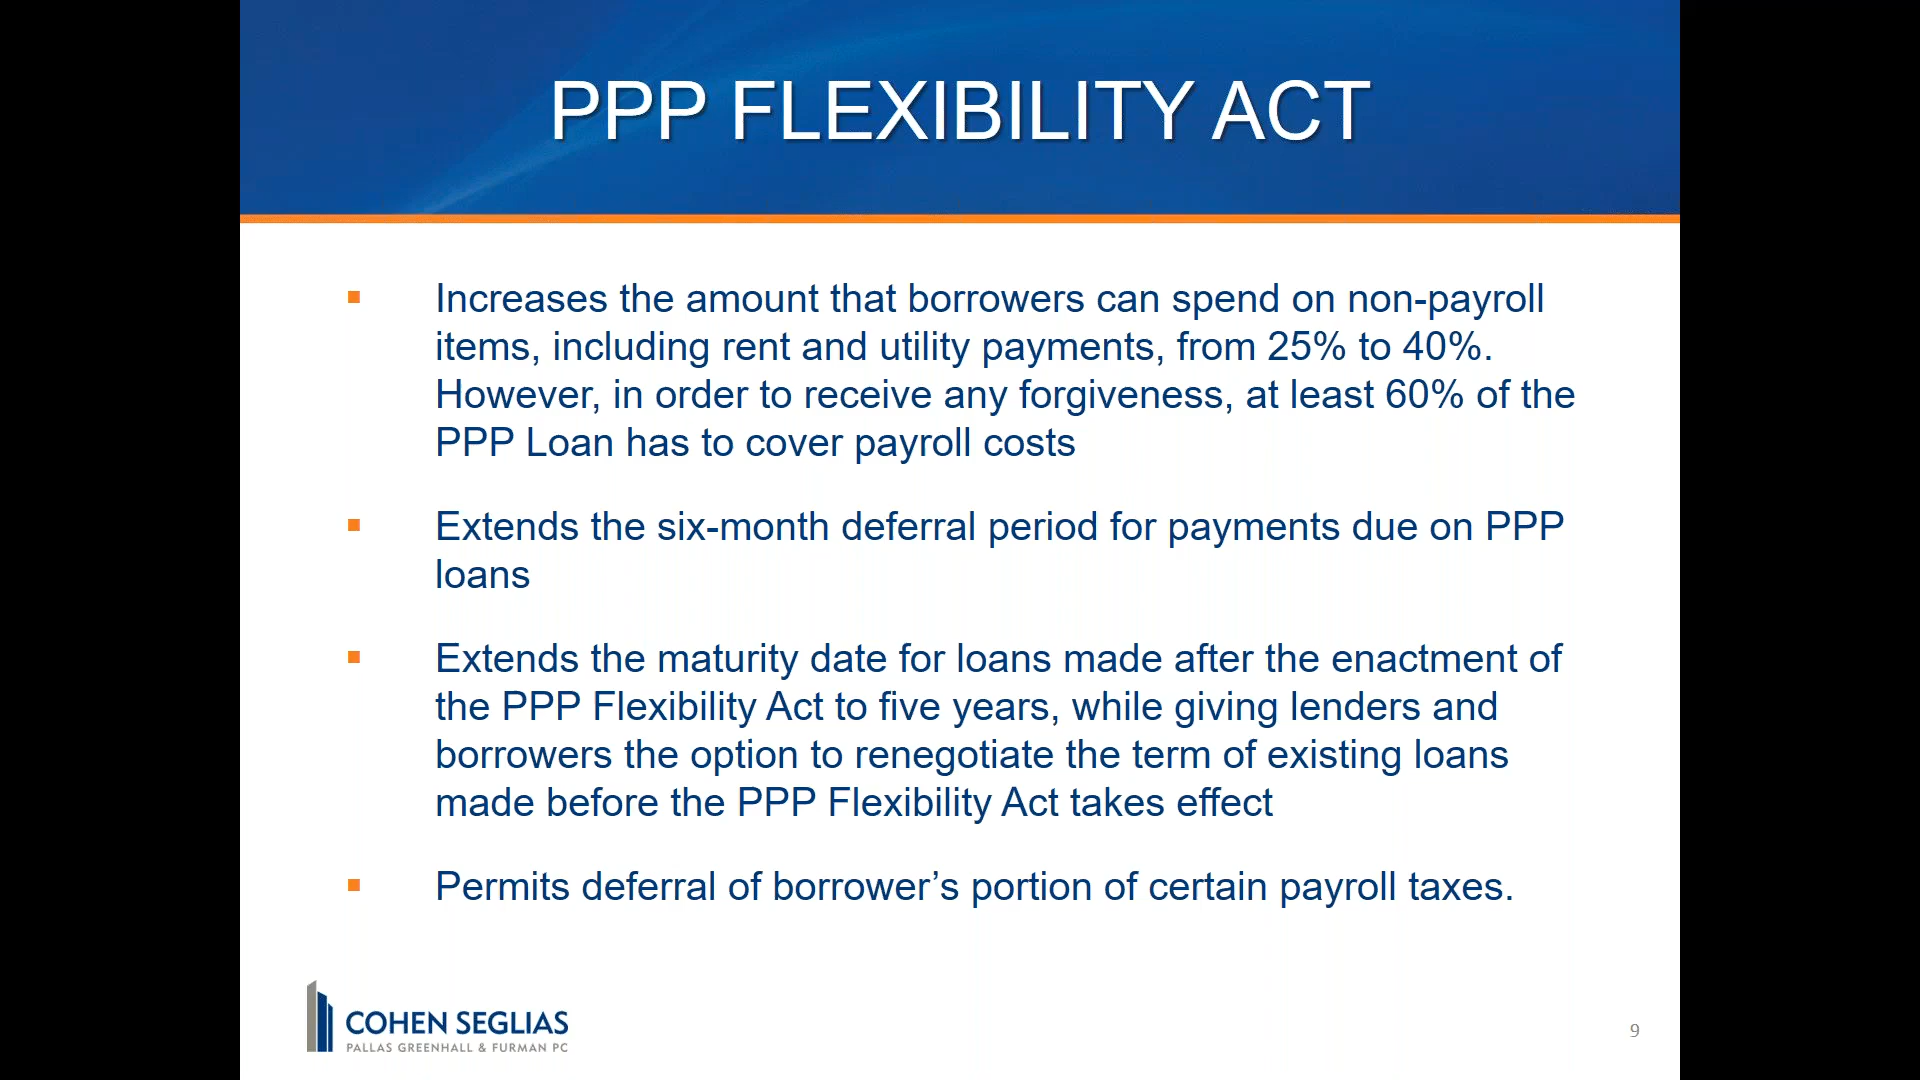 PPP FLEXIBILITY ACT
▪ Increases the amount that borrowers can spend on non-payroll
items, including rent and utility payments, from 25% to 40%.
However, in order to receive any forgiveness, at least 60% of the
PPP Loan has to cover payroll costs
▪ Extends the six-month deferral period for payments due on PPP
loans
▪ Extends the maturity date for loans made after the enactment of
the PPP Flexibility Act to five years, while giving lenders and
borrowers the option to renegotiate the term of existing loans
made before the PPP Flexibility Act takes effect
▪ Permits deferral of borrower’s portion of certain payroll taxes.
COHEN SEGLIAS
PALLAS GREENHALL & FURMAN PC
9